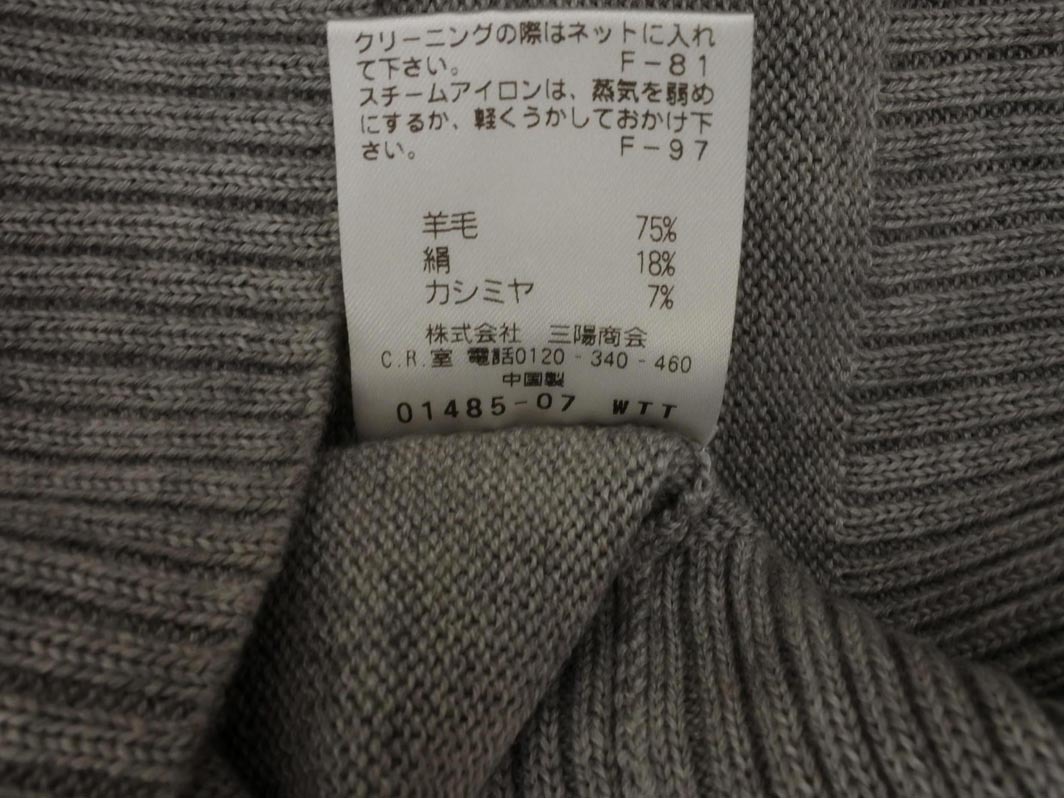 クリーニングの際はネットに入れ
て下さい。 F-81
スチームアイロンは、蒸気を弱め
にするか、軽くうかしておかけ下
さい。 F-97
羊毛 75%
絹 18%
カシミヤ 7%
株式会社 三陽商会
C.R.室 電話0120-340-460
中国製
01485-07 WTT